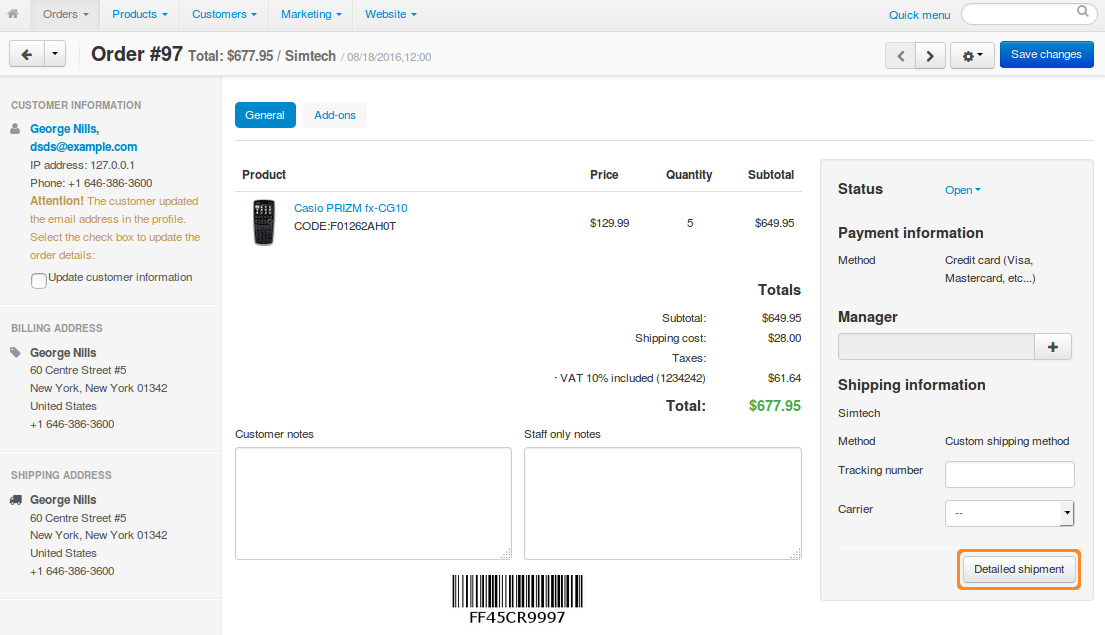 Orders Products Customers Marketing Website Quick menu
Order #97 Total: $677.95 / Simtech / 08/18/2016,12:00 Save changes
CUSTOMER INFORMATION
George Nills,
dsds@example.com
IP address: 127.0.0.1
Phone: +1 646-386-3600
Attention! The customer updated
the email address in the profile.
Select the check box to update the
order details:
Update customer information
BILLING ADDRESS
George Nills
60 Centre Street #5
New York, New York 01342
United States
+1 646-386-3600
SHIPPING ADDRESS
George Nills
60 Centre Street #5
New York, New York 01342
United States
+1 646-386-3600
General Add-ons
Product Price Quantity Subtotal
Casio PRIZM fx-CG10
CODE:F01262AH0T
$129.99 5 $649.95
Totals
Subtotal: $649.95
Shipping cost: $28.00
Taxes:
· VAT 10% included (1234242) $61.64
Total: $677.95
Customer notes Staff only notes
FF45CR9997
Status Open
Payment information
Method Credit card (Visa,
Mastercard, etc...)
Manager
Shipping information
Simtech
Method Custom shipping method
Tracking number
Carrier --
Detailed shipment